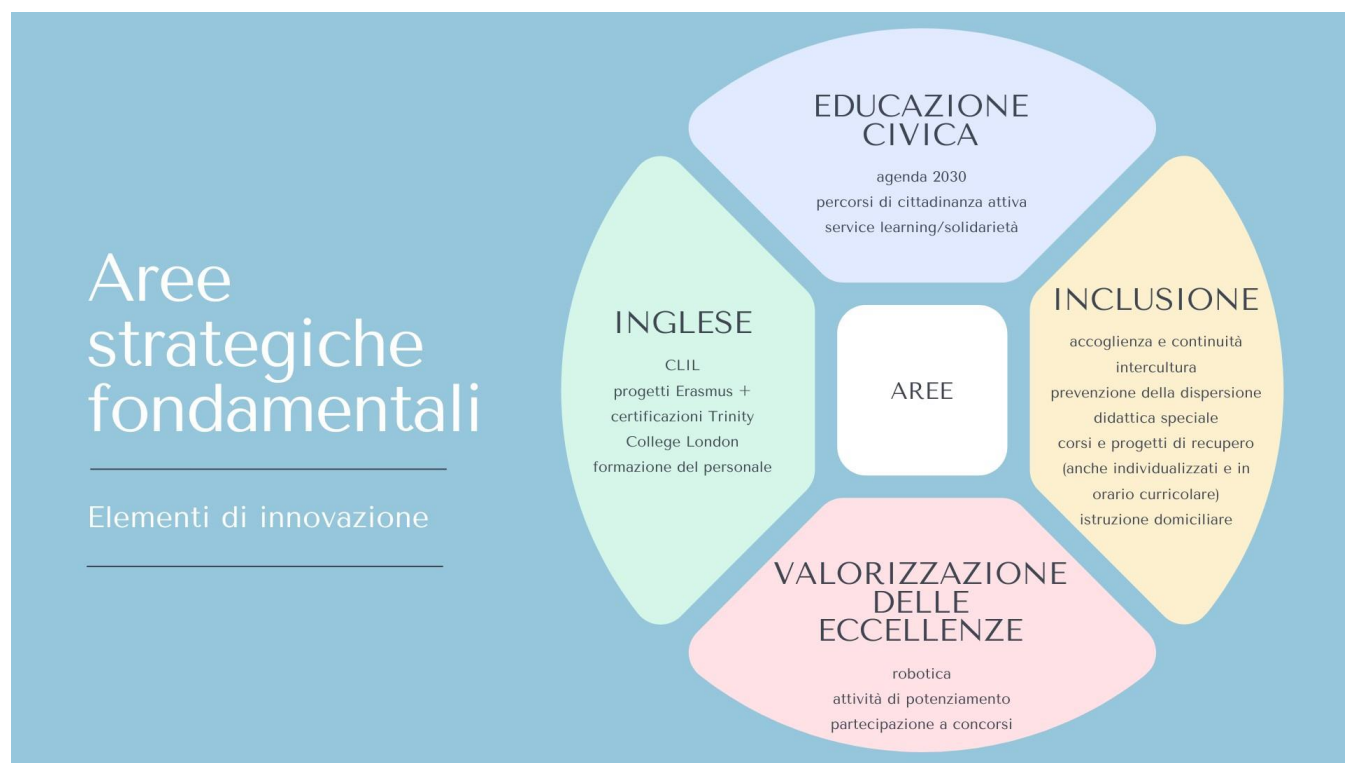 Aree
strategiche
fondamentali
Elementi di innovazione
EDUCAZIONE
CIVICA
agenda 2030
percorsi di cittadinanza attiva
service learning/solidarietà
INGLESE
CLIL
progetti Erasmus +
certificazioni Trinity
College London
formazione del personale
AREE
INCLUSIONE
accoglienza e continuità
intercultura
prevenzione della dispersione
didattica speciale
corsi e progetti di recupero
(anche individualizzati e in
orario curricolare)
istruzione domiciliare
VALORIZZAZIONE
DELLE
ECCELLENZE
robotica
attività di potenziamento
partecipazione a concorsi